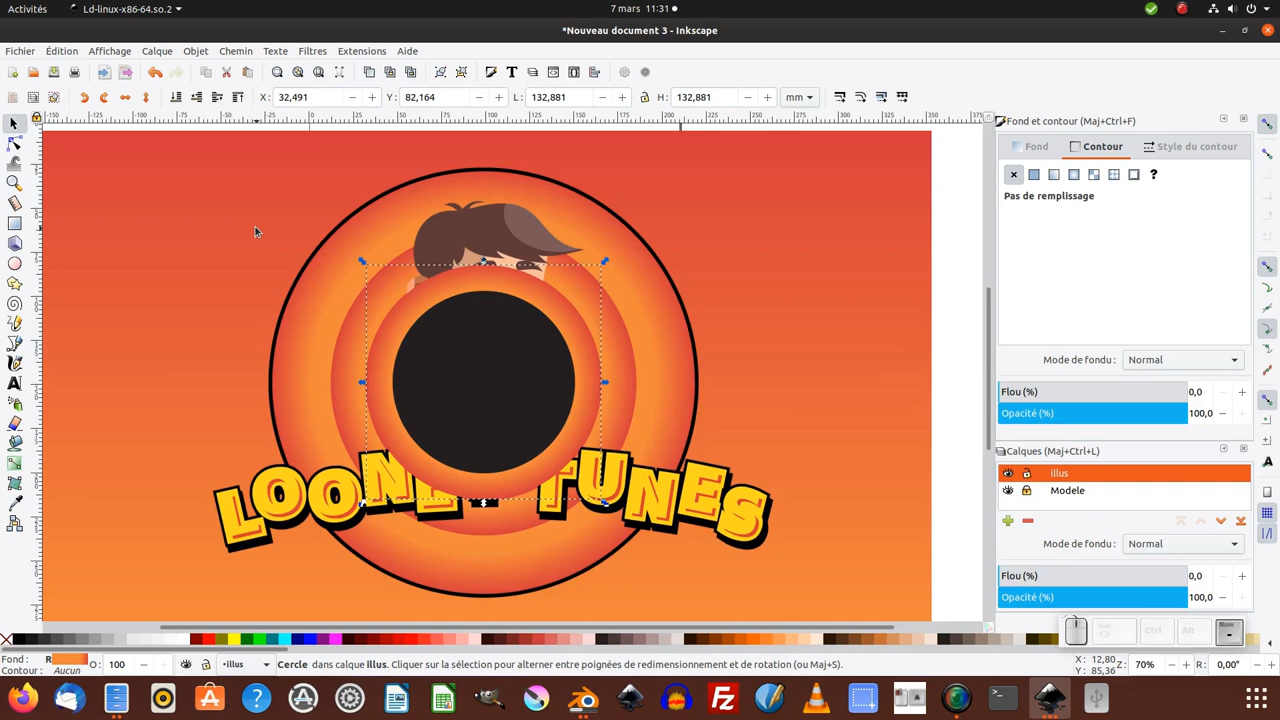 Activités
Ld-linux-x86-64.so.2
7 mars 11:31
*Nouveau document 3 - Inkscape
Fichier Édition Affichage Calque Objet Chemin Texte Filtres Extensions Aide
X: 32,491 Y: 82,164 L: 132,881 H: 132,881 mm
Fond et contour (Maj+Ctrl+F)
Fond Contour Style du contour
Pas de remplissage
Mode de fondu : Normal
Flou (%) 0,0
Opacité (%) 100,0
Calques (Maj+Ctrl+L)
Illus
Modele
Mode de fondu : Normal
Flou (%) 0,0
Opacité (%) 100,0
LOONE TUNES
Ctrl Alt
Fond : R O: 100
Contour : Aucun
•Illus
Cercle dans calque Illus. Cliquer sur la sélection pour alterner entre poignées de redimensionnement et de rotation (ou Maj+S).
X: 12,80
Y: 85,36
Z: 70% R: 0,00°